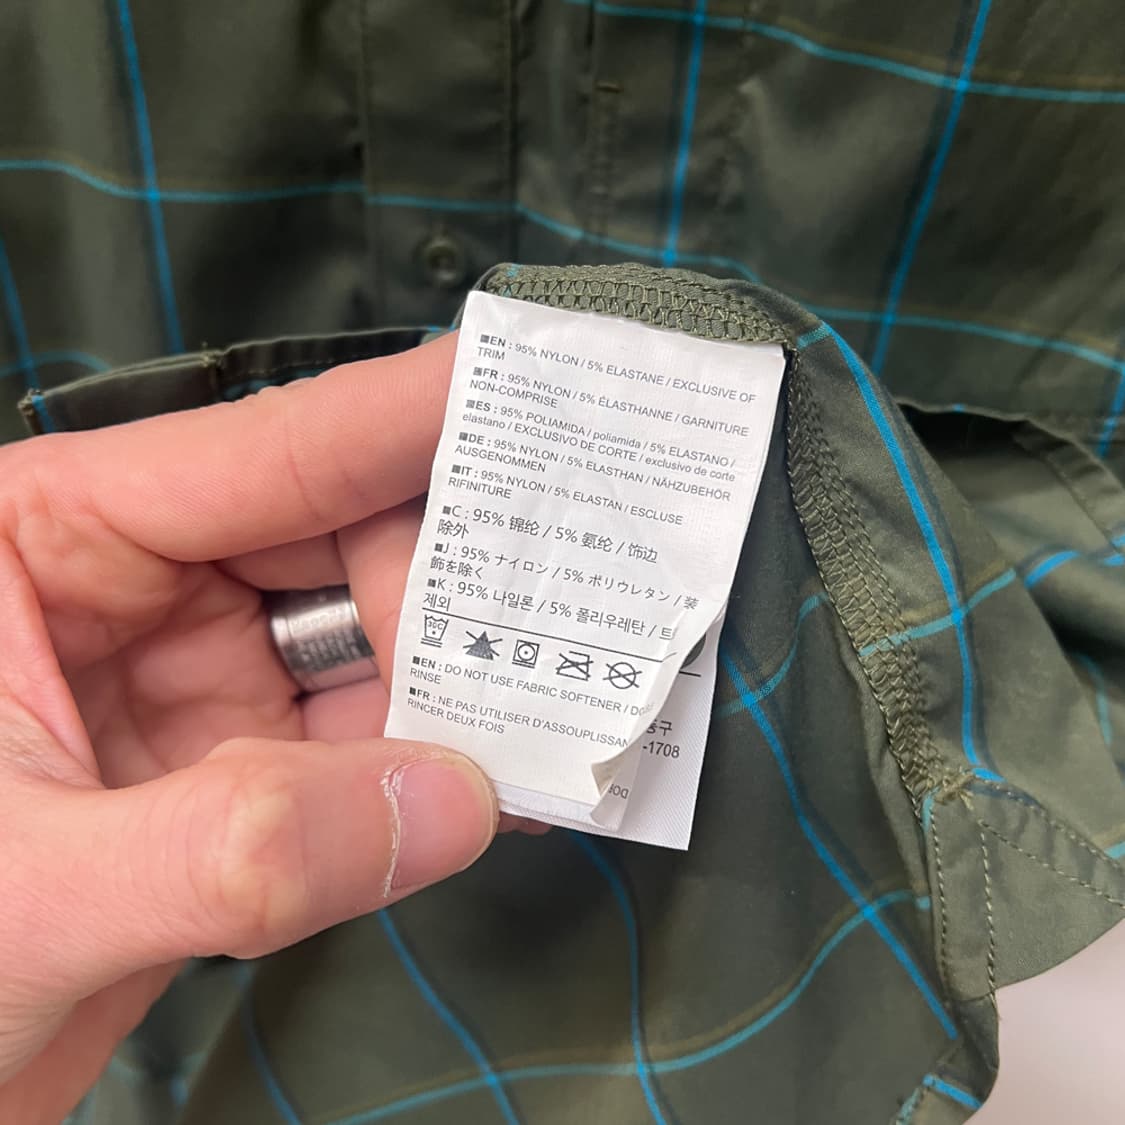 ■EN : 95% NYLON / 5% ELASTANE / EXCLUSIVE OF
TRIM
■FR : 95% NYLON / 5% ÉLASTHANNE / GARNITURE
NON-COMPRISE
■ES : 95% POLIAMIDA / poliamida / 5% ELASTANO /
elastano / EXCLUSIVO DE CORTE / exclusivo de corte
■DE : 95% NYLON / 5% ELASTHAN / NÄHZUBEHÖR
AUSGENOMMEN
■IT : 95% NYLON / 5% ELASTAN / ESCLUSE
RIFINITURE
■C : 95% 锦纶 / 5% 氨纶 / 饰边
除外
■J : 95% ナイロン / 5% ポリウレタン / 装
飾を除く
■K : 95% 나일론 / 5% 폴리우레탄 / 트
제외
30C
■EN : DO NOT USE FABRIC SOFTENER /
RINSE
■FR : NE PAS UTILISER D'ASSOUPLISSAN
RINCER DEUX FOIS
중구
-1708